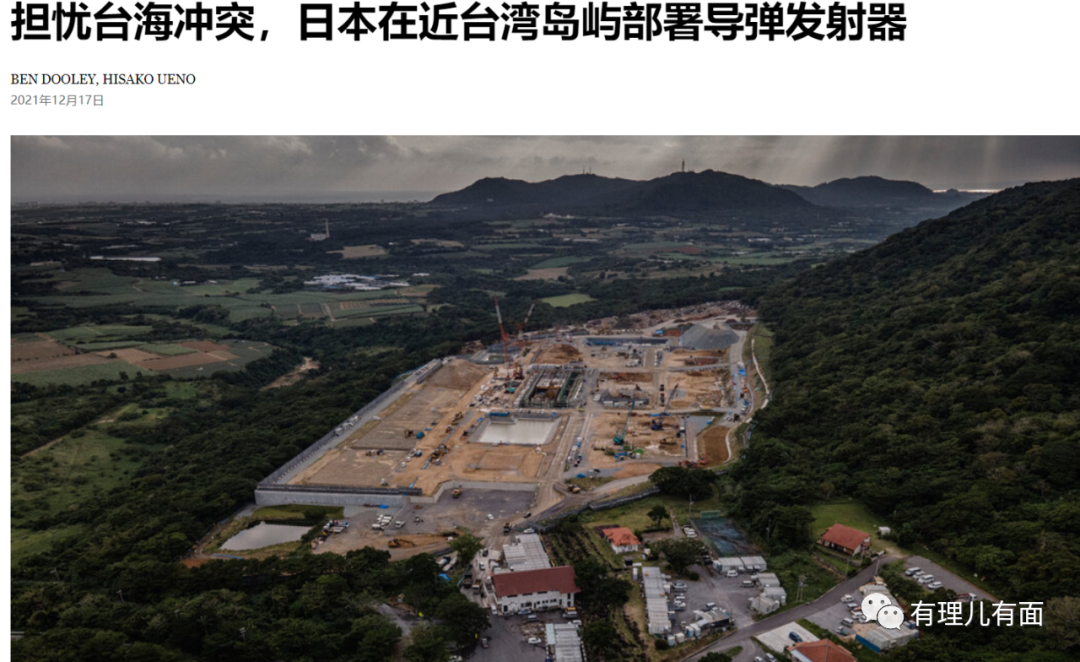 担忧台海冲突，日本在近台湾岛屿部署导弹发射器
BEN DOOLEY, HISAKO UENO
2021年12月17日
有理儿有面